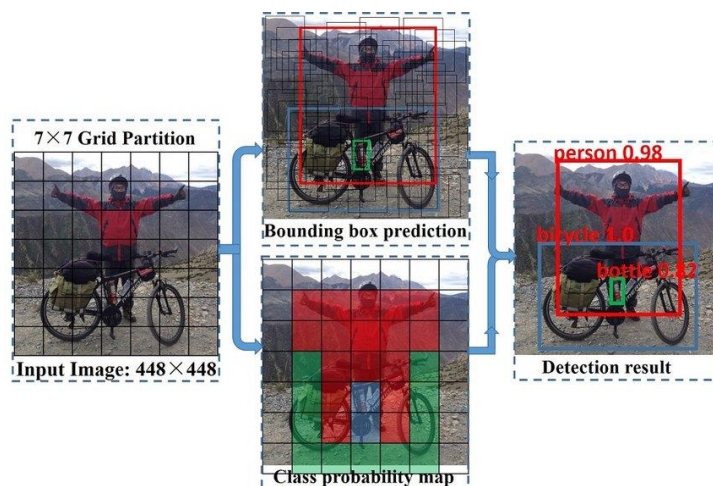 7×7 Grid Partition
Input Image: 448×448
Bounding box prediction
Class probability map
person 0.98
bicycle 1.0
bottle 0.82
Detection result